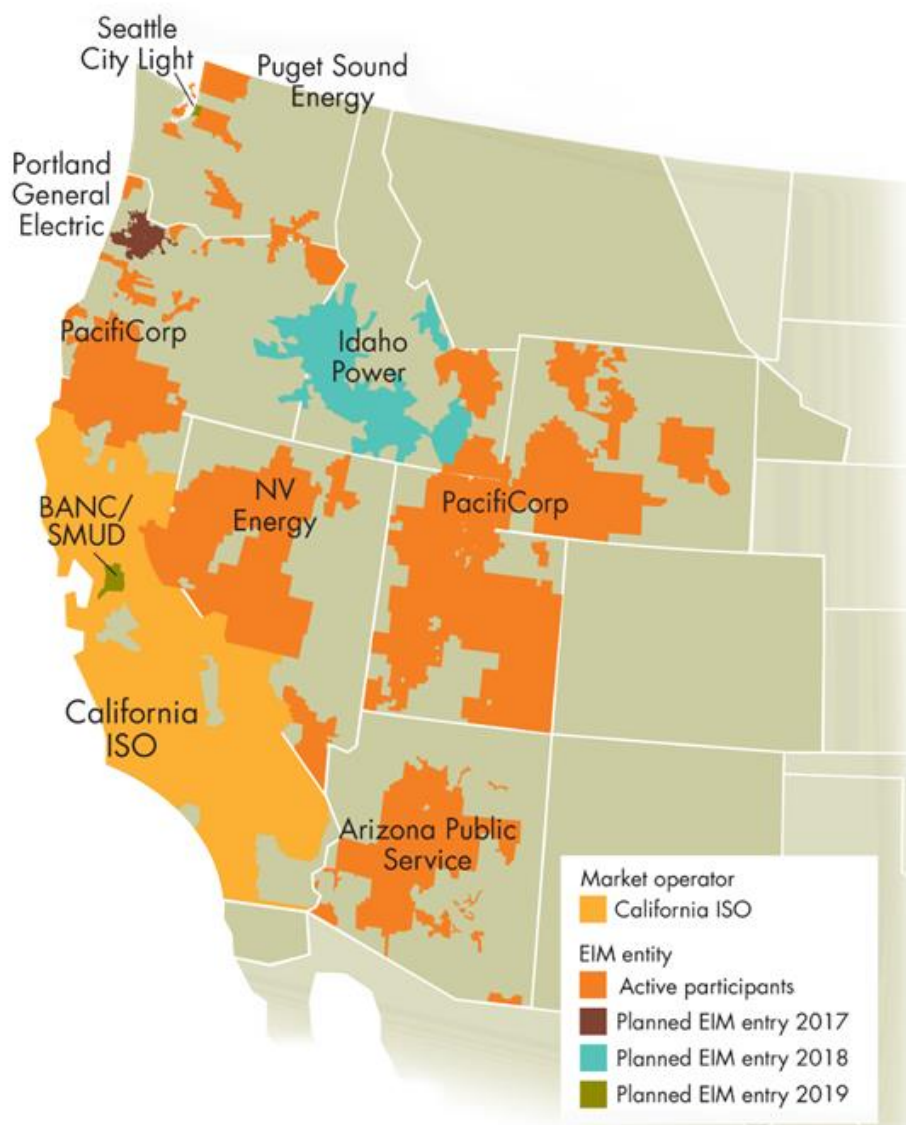 Seattle
City Light
Puget Sound
Energy
Portland
General
Electric
PacifiCorp
Idaho
Power
NV
Energy
PacifiCorp
BANC/
SMUD
California
ISO
Arizona Public
Service
Market operator
California ISO
EIM entity
Active participants
Planned EIM entry 2017
Planned EIM entry 2018
Planned EIM entry 2019